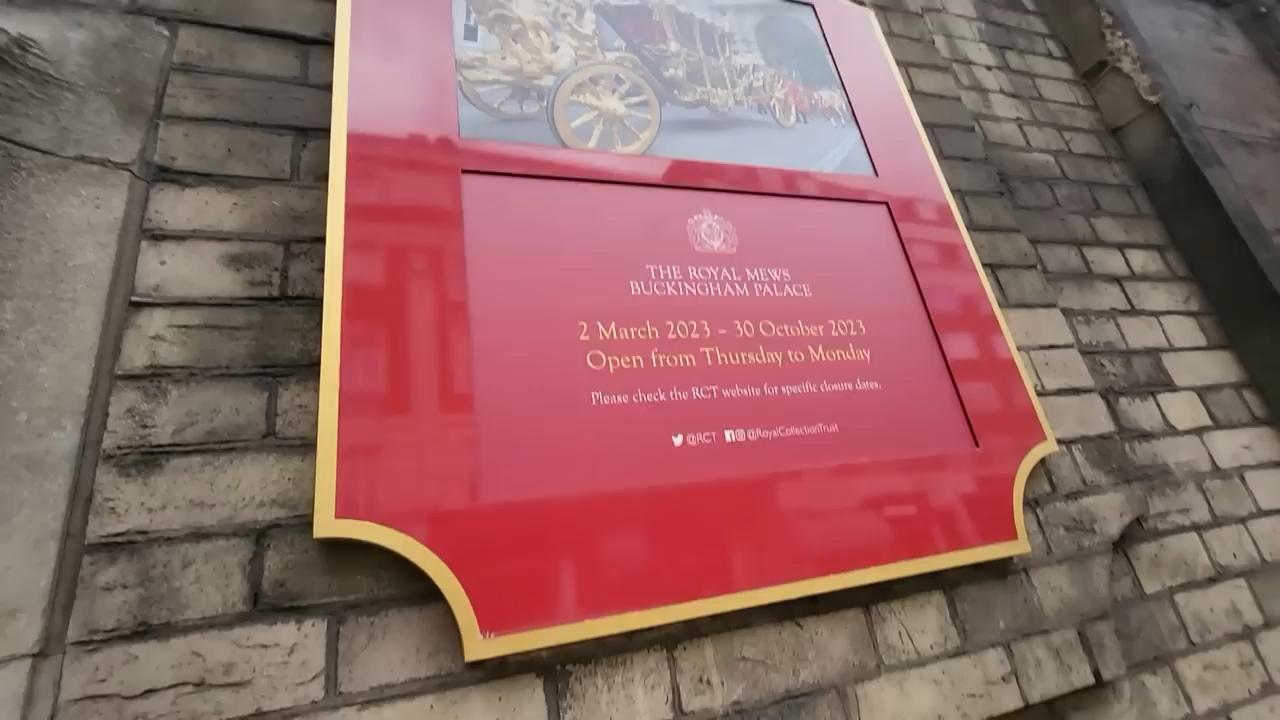 THE ROYAL MEWS
BUCKINGHAM PALACE
2 March 2023 - 30 October 2023
Open from Thursday to Monday
Please check the RCT website for specific closure dates.
@RCT @RoyalCollectionTrust